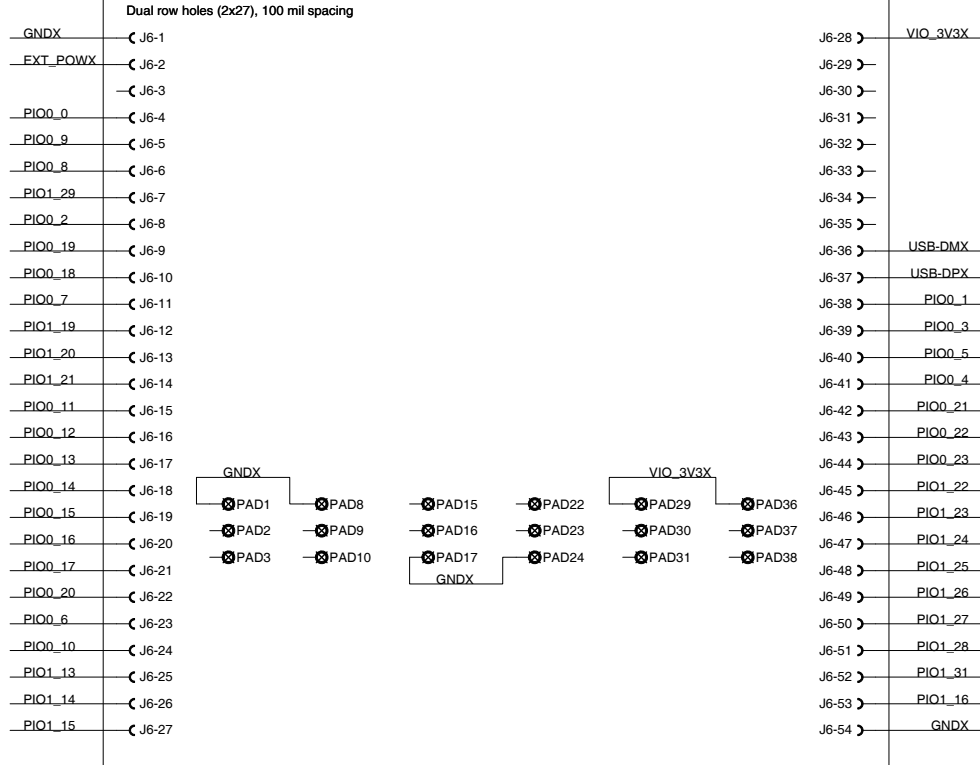 Dual row holes (2x27), 100 mil spacing
GNDX J6-1 J6-28 VIO_3V3X
EXT_POWX J6-2 J6-29
J6-3 J6-30
PIO0_0 J6-4 J6-31
PIO0_9 J6-5 J6-32
PIO0_8 J6-6 J6-33
PIO1_29 J6-7 J6-34
PIO0_2 J6-8 J6-35
PIO0_19 J6-9 J6-36 USB-DMX
PIO0_18 J6-10 J6-37 USB-DPX
PIO0_7 J6-11 J6-38 PIO0_1
PIO1_19 J6-12 J6-39 PIO0_3
PIO1_20 J6-13 J6-40 PIO0_5
PIO1_21 J6-14 J6-41 PIO0_4
PIO0_11 J6-15 J6-42 PIO0_21
PIO0_12 J6-16 J6-43 PIO0_22
PIO0_13 J6-17 J6-44 PIO0_23
GNDX VIO_3V3X
PIO0_14 J6-18 J6-45 PIO1_22
PAD1 PAD8 PAD15 PAD22 PAD29 PAD36
PIO0_15 J6-19 J6-46 PIO1_23
PAD2 PAD9 PAD16 PAD23 PAD30 PAD37
PIO0_16 J6-20 J6-47 PIO1_24
PAD3 PAD10 PAD17 PAD24 PAD31 PAD38
PIO0_17 J6-21 J6-48 PIO1_25
GNDX
PIO0_20 J6-22 J6-49 PIO1_26
PIO0_6 J6-23 J6-50 PIO1_27
PIO0_10 J6-24 J6-51 PIO1_28
PIO1_13 J6-25 J6-52 PIO1_31
PIO1_14 J6-26 J6-53 PIO1_16
PIO1_15 J6-27 J6-54 GNDX